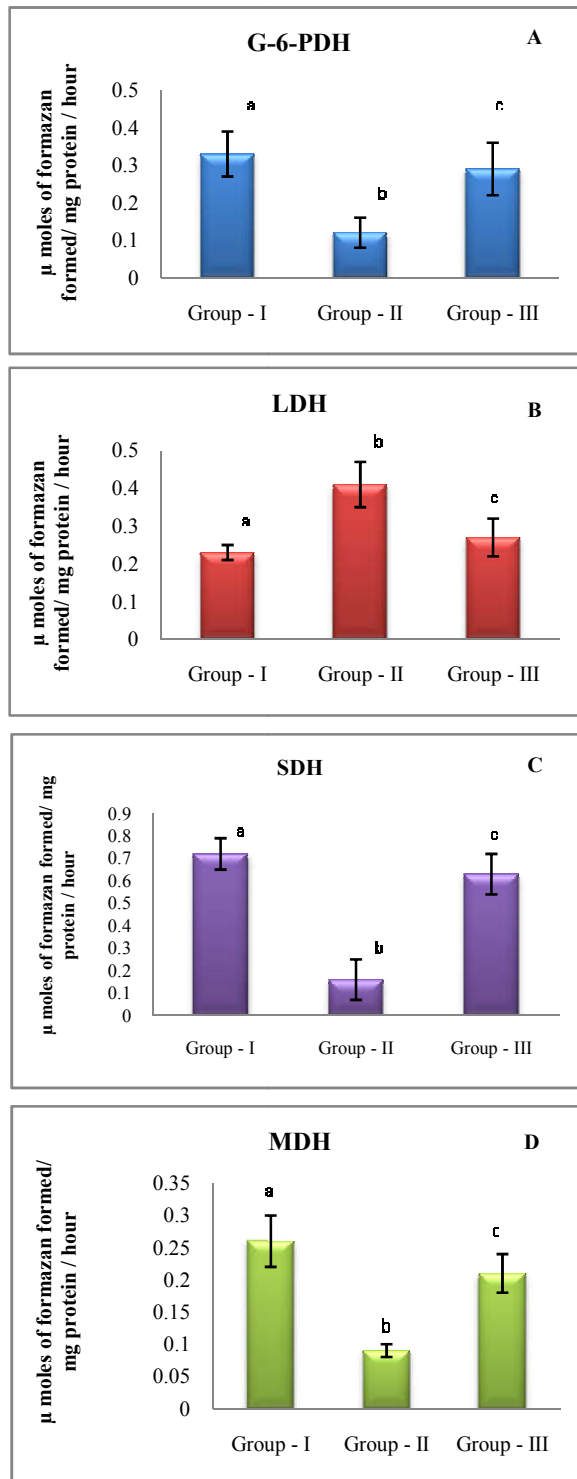 G-6-PDH
A
µ moles of formazan
formed/ mg protein / hour
0.5
0.4
0.3
0.2
0.1
0
a
b
c
Group - I
Group - II
Group - III
LDH
B
µ moles of formazan
formed/ mg protein / hour
0.5
0.4
0.3
0.2
0.1
0
a
b
c
Group - I
Group - II
Group - III
SDH
C
µ moles of formazan formed/ mg
protein / hour
0.9
0.8
0.7
0.6
0.5
0.4
0.3
0.2
0.1
0
a
b
c
Group - I
Group - II
Group - III
MDH
D
µ moles of formazan formed/
mg protein / hour
0.35
0.3
0.25
0.2
0.15
0.1
0.05
0
a
b
c
Group - I
Group - II
Group - III